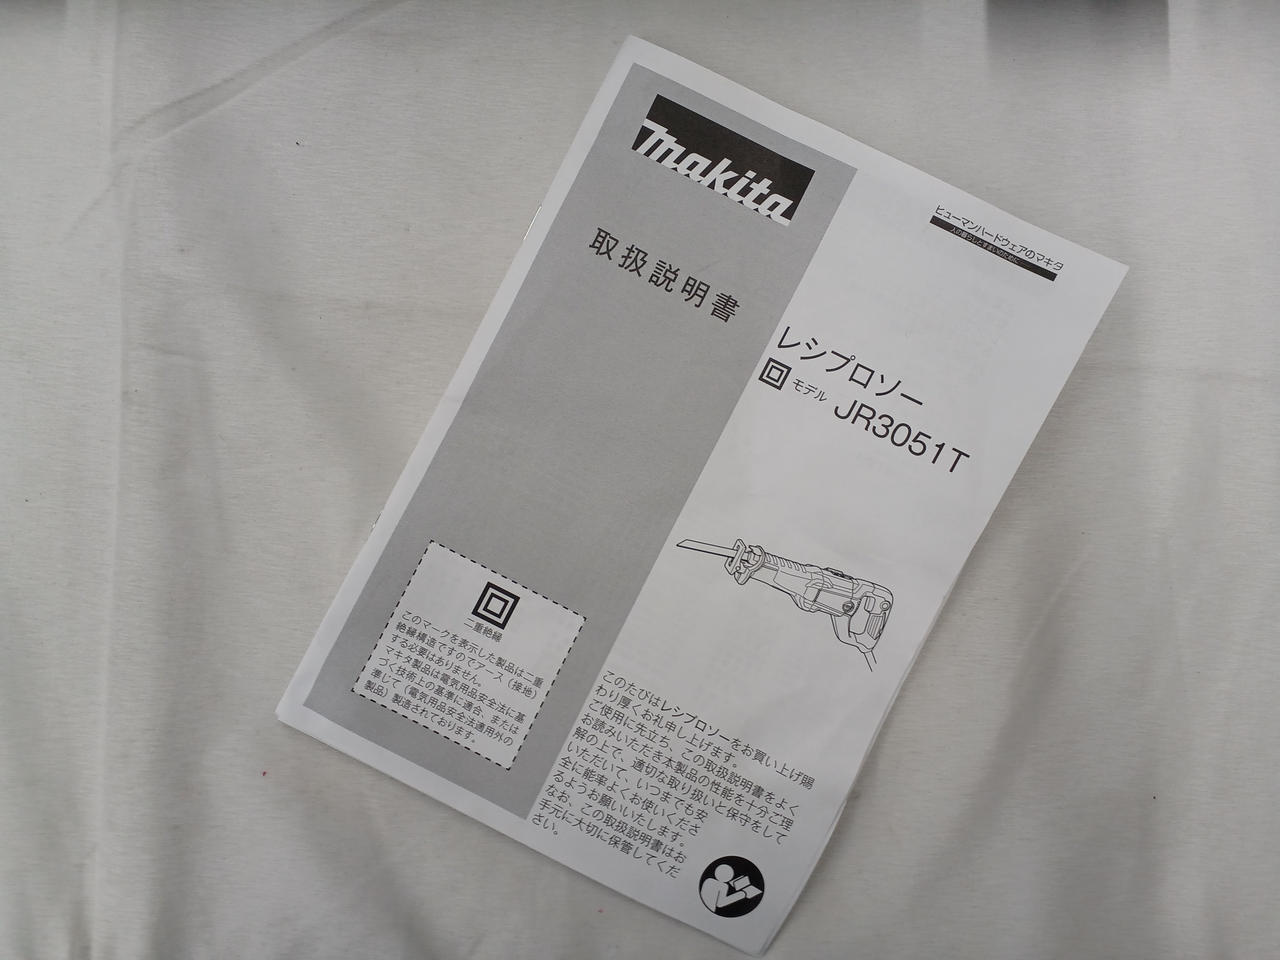 makita
取扱説明書
ヒューマンハードウェアのマキタ
人の暮らしとすまいのために
レシプロソー
モデル JR3051T
二重絶縁
このマークを表示した製品は二重
絶縁構造ですのでアース（接地）
する必要はありません。
マキタ製品は電気用品安全法に基
づく技術上の基準に適合、または
準じて（電気用品安全法適用外の
製品）製造されております。
このたびはレシプロソーをお買い上げ賜
わり厚くお礼申し上げます。
ご使用に先立ち、この取扱説明書をよく
お読みいただき本製品の性能を十分ご理
解の上で、適切な取り扱いと保守をして
いただいて、いつまでも安
全に能率よくお使いくださ
るようお願いいたします。
なお、この取扱説明書はお
手元に大切に保管してくだ
さい。